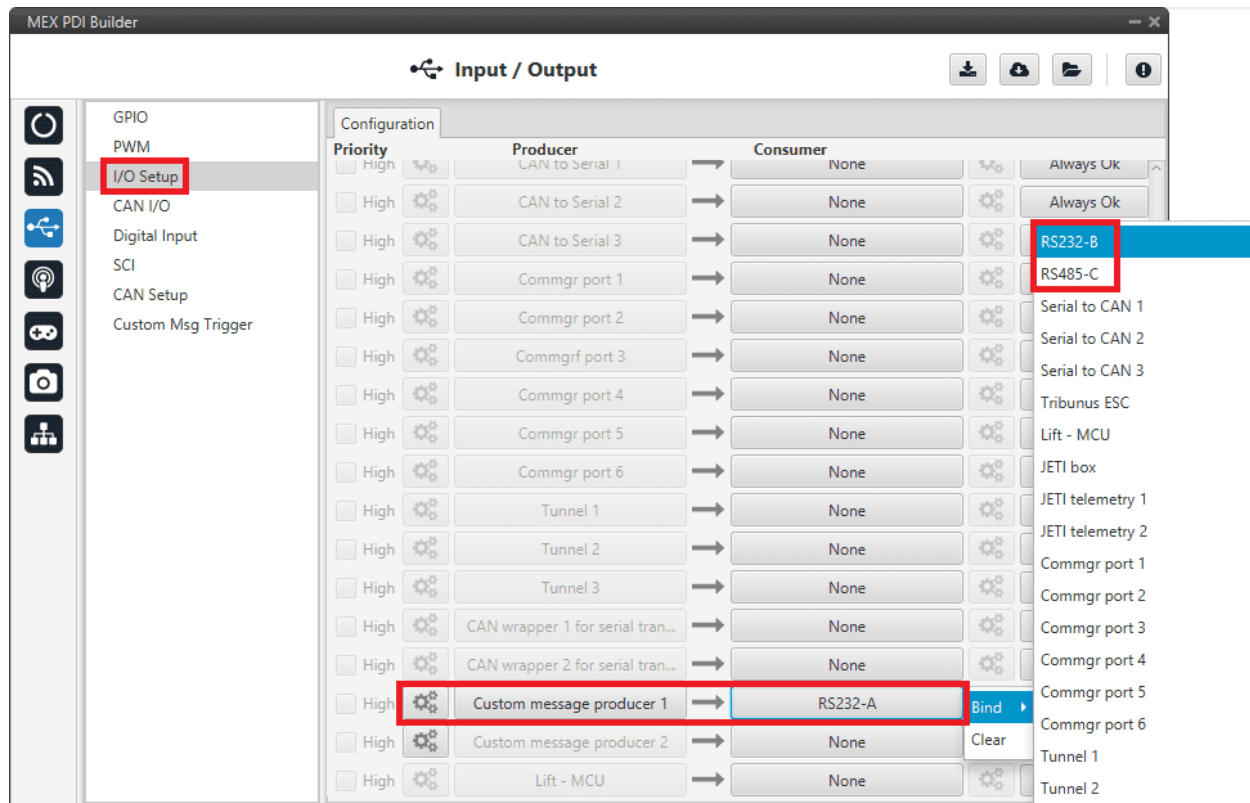 MEX PDI Builder
Input / Output
GPIO
PWM
I/O Setup
CAN I/O
Digital Input
SCI
CAN Setup
Custom Msg Trigger
Configuration
Priority Producer Consumer
High CAN to Serial 1 None Always Ok
High CAN to Serial 2 None Always Ok
High CAN to Serial 3 None
High Commgr port 1 None
High Commgr port 2 None
High Commgrf port 3 None
High Commgr port 4 None
High Commgr port 5 None
High Commgr port 6 None
High Tunnel 1 None
High Tunnel 2 None
High Tunnel 3 None
High CAN wrapper 1 for serial tran... None
High CAN wrapper 2 for serial tran... None
High Custom message producer 1 RS232-A
High Custom message producer 2 None
High Lift - MCU None
Bind
Clear
RS232-B
RS485-C
Serial to CAN 1
Serial to CAN 2
Serial to CAN 3
Tribunus ESC
Lift - MCU
JETI box
JETI telemetry 1
JETI telemetry 2
Commgr port 1
Commgr port 2
Commgr port 3
Commgr port 4
Commgr port 5
Commgr port 6
Tunnel 1
Tunnel 2